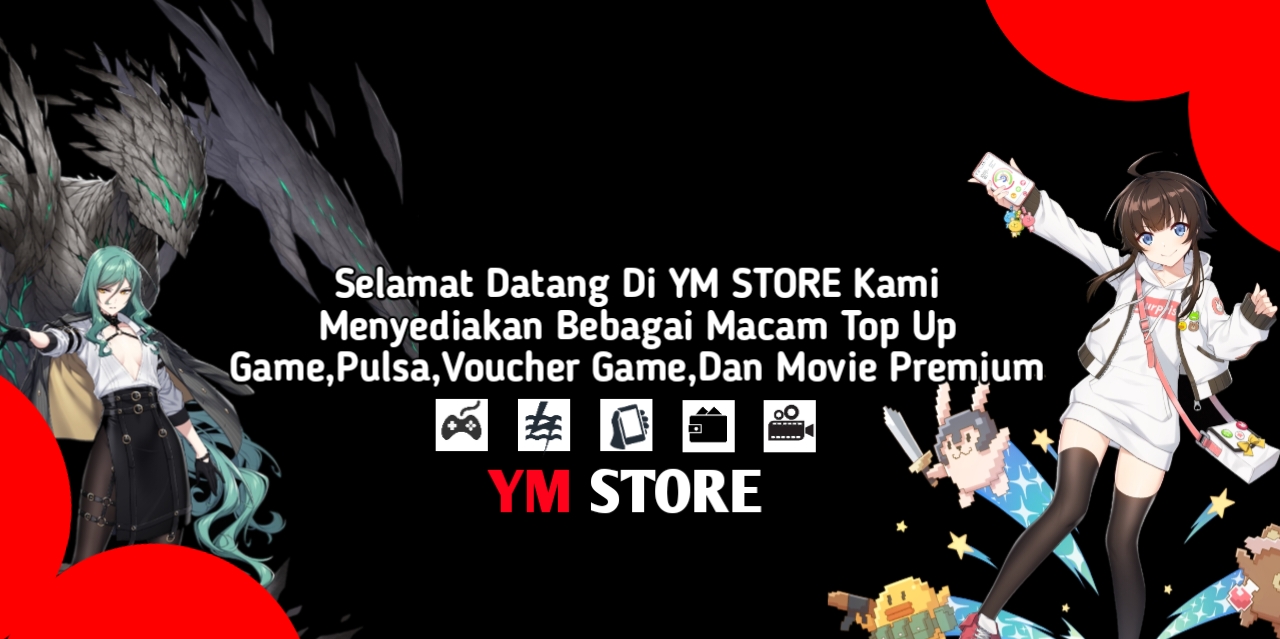 Selamat Datang Di YM STORE Kami
Menyediakan Bebagai Macam Top Up
Game,Pulsa,Voucher Game,Dan Movie Premium
YM STORE